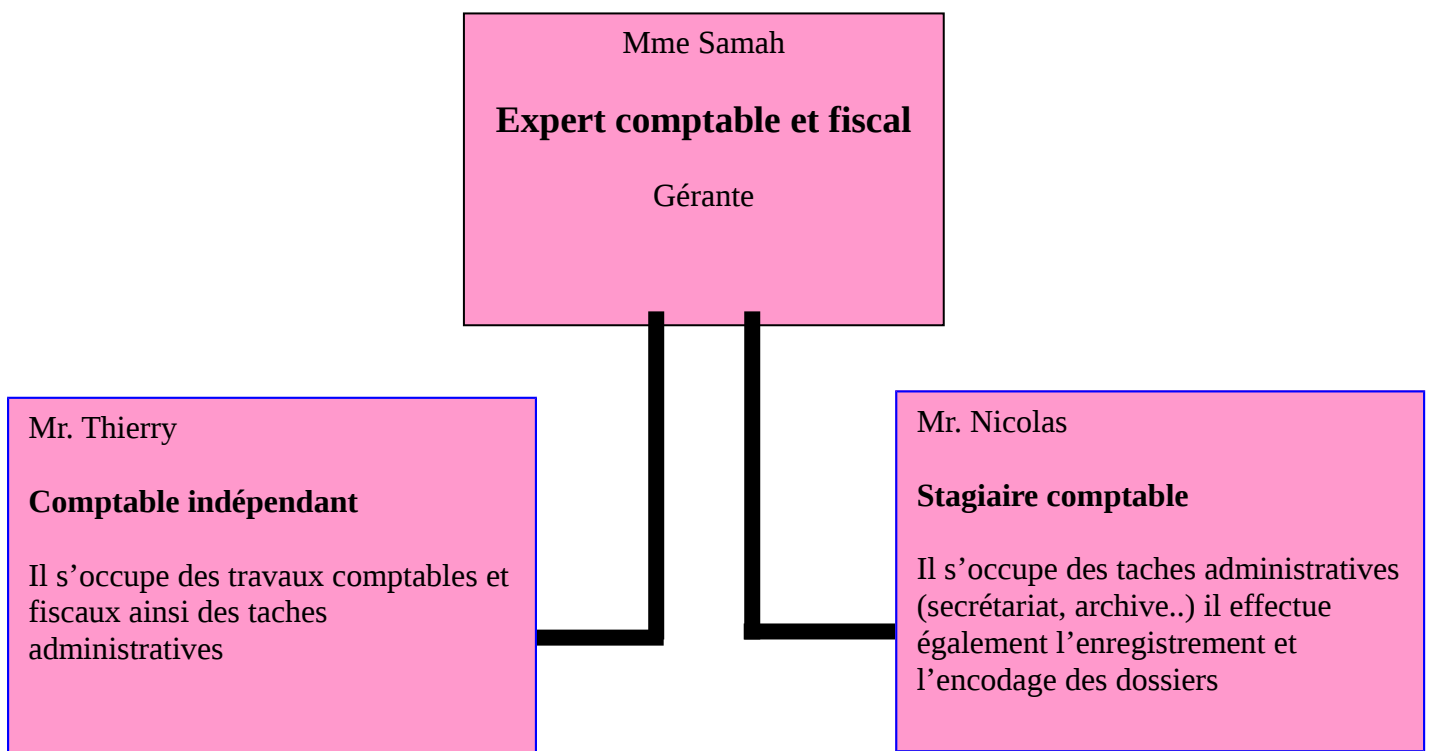 Mme Samah
Expert comptable et fiscal
Gérante
Mr. Thierry
Comptable indépendant
Il s’occupe des travaux comptables et
fiscaux ainsi des taches
administratives
Mr. Nicolas
Stagiaire comptable
Il s’occupe des taches administratives
(secrétariat, archive..) il effectue
également l’enregistrement et
l’encodage des dossiers